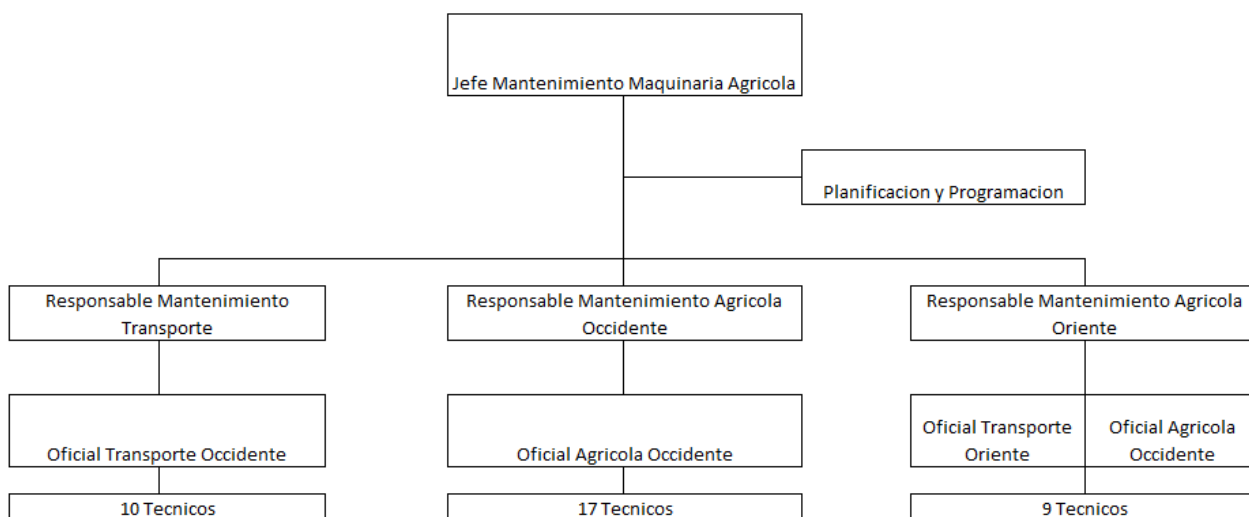 Jefe Mantenimiento Maquinaria Agricola
Planificacion y Programacion
Responsable Mantenimiento
Transporte
Responsable Mantenimiento Agricola
Occidente
Responsable Mantenimiento Agricola
Oriente
Oficial Transporte Occidente
Oficial Agricola Occidente
Oficial Transporte
Oriente
Oficial Agricola
Occidente
10 Tecnicos
17 Tecnicos
9 Tecnicos